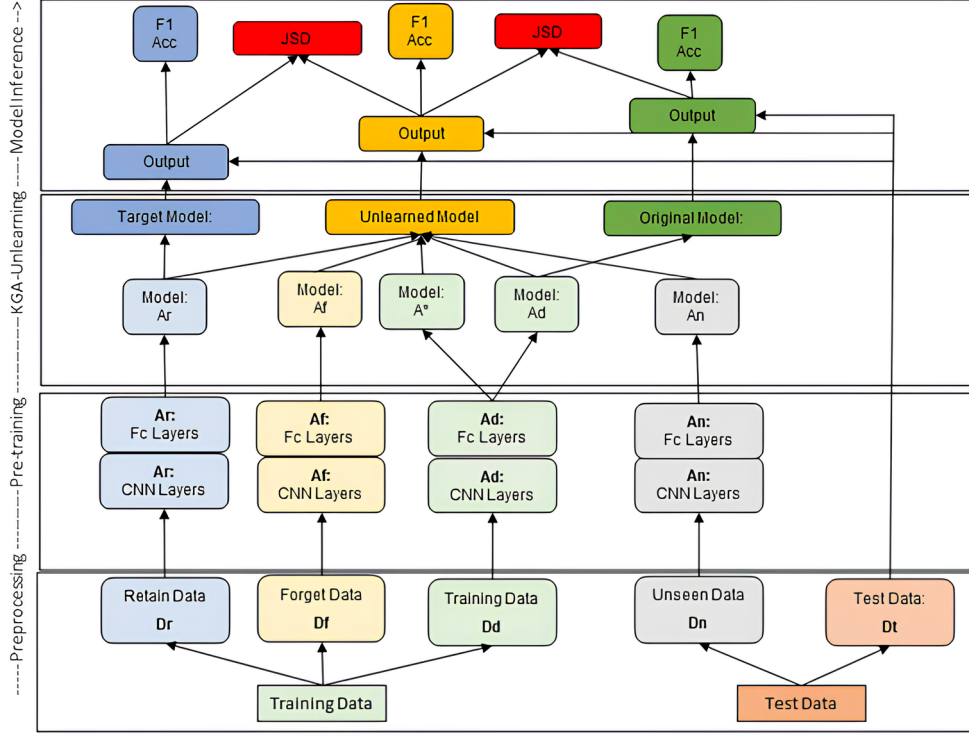 -----Preprocessing ----------Pre-training --------------KGA-Unlearning -----Model Inference -->
F1
Acc
JSD
F1
Acc
JSD
F1
Acc
Output
Output
Output
Target Model:
Unlearned Model
Original Model:
Model:
Ar
Model:
Af
Model:
A*
Model:
Ad
Model:
An
Ar:
Fc Layers
Af:
Fc Layers
Ad:
Fc Layers
An:
Fc Layers
Ar:
CNN Layers
Af:
CNN Layers
Ad:
CNN Layers
An:
CNN Layers
Retain Data
Dr
Forget Data
Df
Training Data
Dd
Unseen Data
Dn
Test Data:
Dt
Training Data
Test Data